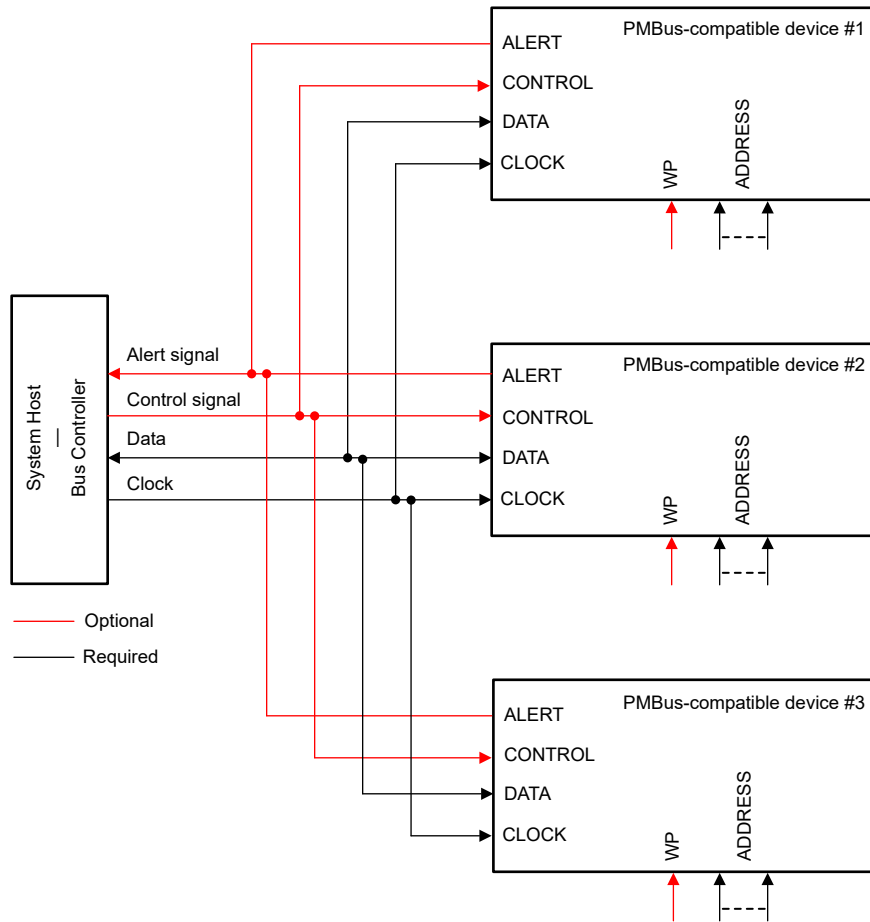 PMBus-compatible device #1
ALERT
CONTROL
DATA
CLOCK
WP
ADDRESS
System Host
—
Bus Controller
Alert signal
Control signal
Data
Clock
PMBus-compatible device #2
ALERT
CONTROL
DATA
CLOCK
WP
ADDRESS
Optional
Required
PMBus-compatible device #3
ALERT
CONTROL
DATA
CLOCK
WP
ADDRESS